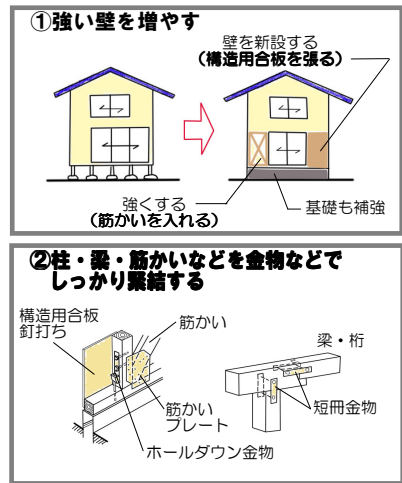 ①強い壁を増やす
壁を新設する
（構造用合板を張る）
強くする
（筋かいを入れる）
基礎も補強
②柱・梁・筋かいなどを金物などで
しっかり緊結する
構造用合板
釘打ち
筋かい
梁・桁
筋かい
プレート
短冊金物
ホールダウン金物